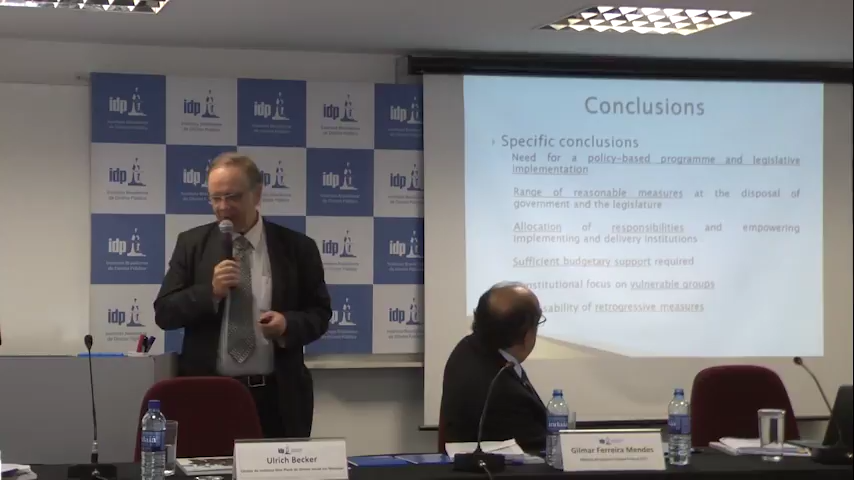 idp
Conclusions
Specific conclusions
Need for a policy-based programme and legislative
implementation
Range of reasonable measures at the disposal of
government and the legislature
Allocation of responsibilities and empowering
implementing and delivery institutions
Sufficient budgetary support required
focus on vulnerable groups
of retrogressive measures
Ulrich Becker
Gilmar Ferreira Mendes